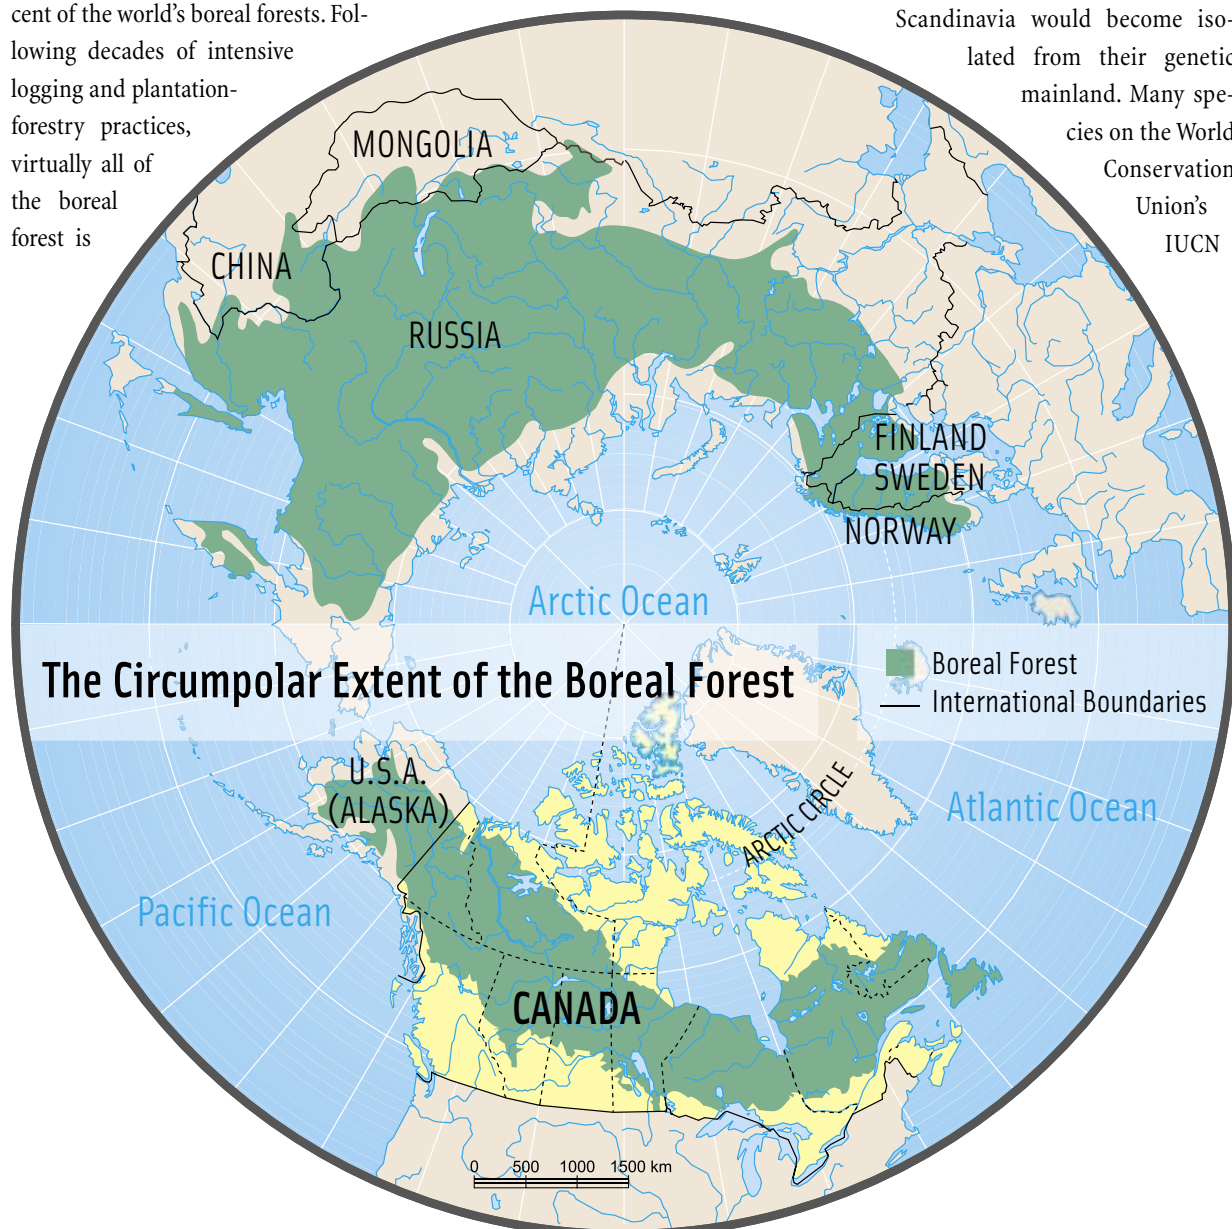 cent of the world's boreal forests. Fol-
lowing decades of intensive
logging and plantation-
forestry practices,
virtually all of
the boreal
forest is
Scandinavia would become iso-
lated from their genetic
mainland. Many spe-
cies on the World
Conservation
Union's
IUCN
MONGOLIA
CHINA
RUSSIA
FINLAND
SWEDEN
NORWAY
Arctic Ocean
The Circumpolar Extent of the Boreal Forest
Boreal Forest
International Boundaries
U.S.A.
(ALASKA)
ARCTIC CIRCLE
Atlantic Ocean
Pacific Ocean
CANADA
0 500 1000 1500 km